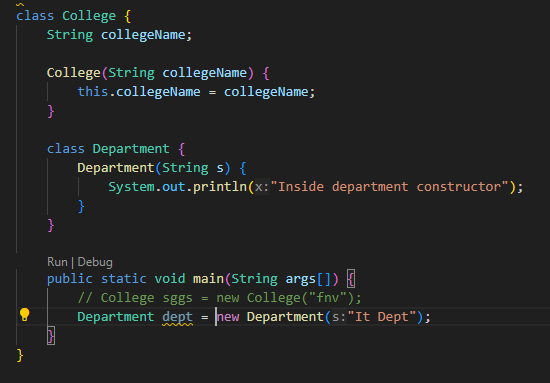 class College {
String collegeName;
College(String collegeName) {
this.collegeName = collegeName;
}
class Department {
Department(String s) {
System.out.println(x:"Inside department constructor");
}
}
Run | Debug
public static void main(String args[]) {
// College sggs = new College("fnv");
Department dept = new Department(s:"It Dept");
}
}